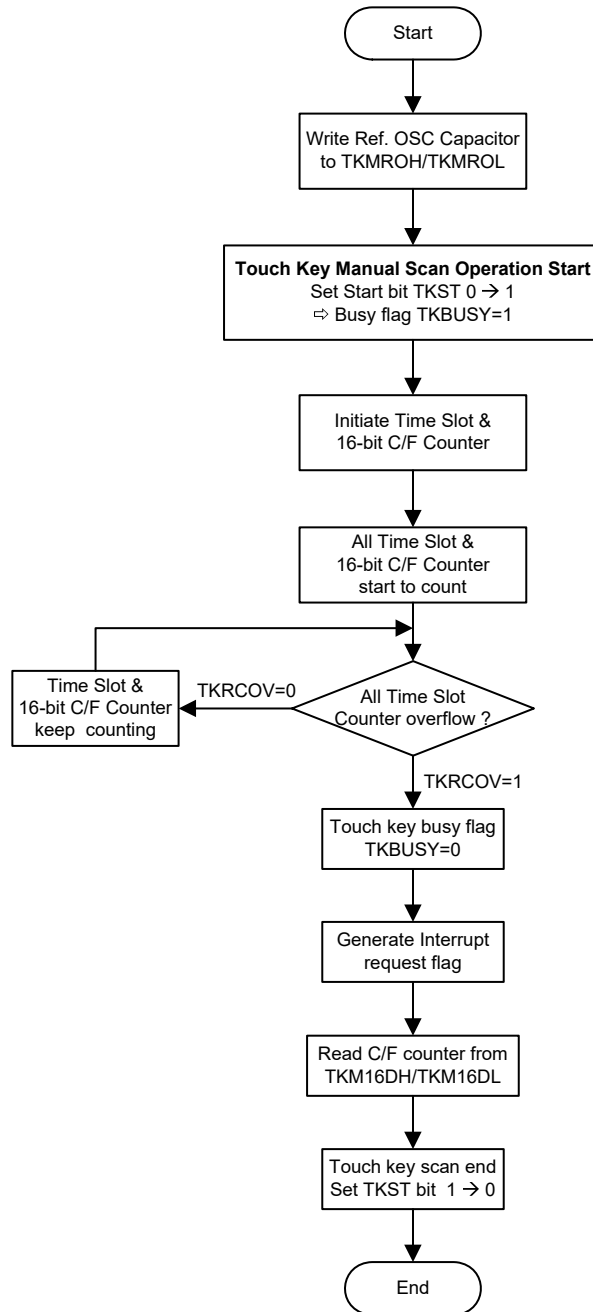 Start
Write Ref. OSC Capacitor
to TKMROH/TKMROL
Touch Key Manual Scan Operation Start
Set Start bit TKST 0 → 1
⇨ Busy flag TKBUSY=1
Initiate Time Slot &
16-bit C/F Counter
All Time Slot &
16-bit C/F Counter
start to count
Time Slot &
16-bit C/F Counter
keep counting
TKRCOV=0
All Time Slot
Counter overflow ?
TKRCOV=1
Touch key busy flag
TKBUSY=0
Generate Interrupt
request flag
Read C/F counter from
TKM16DH/TKM16DL
Touch key scan end
Set TKST bit 1 → 0
End